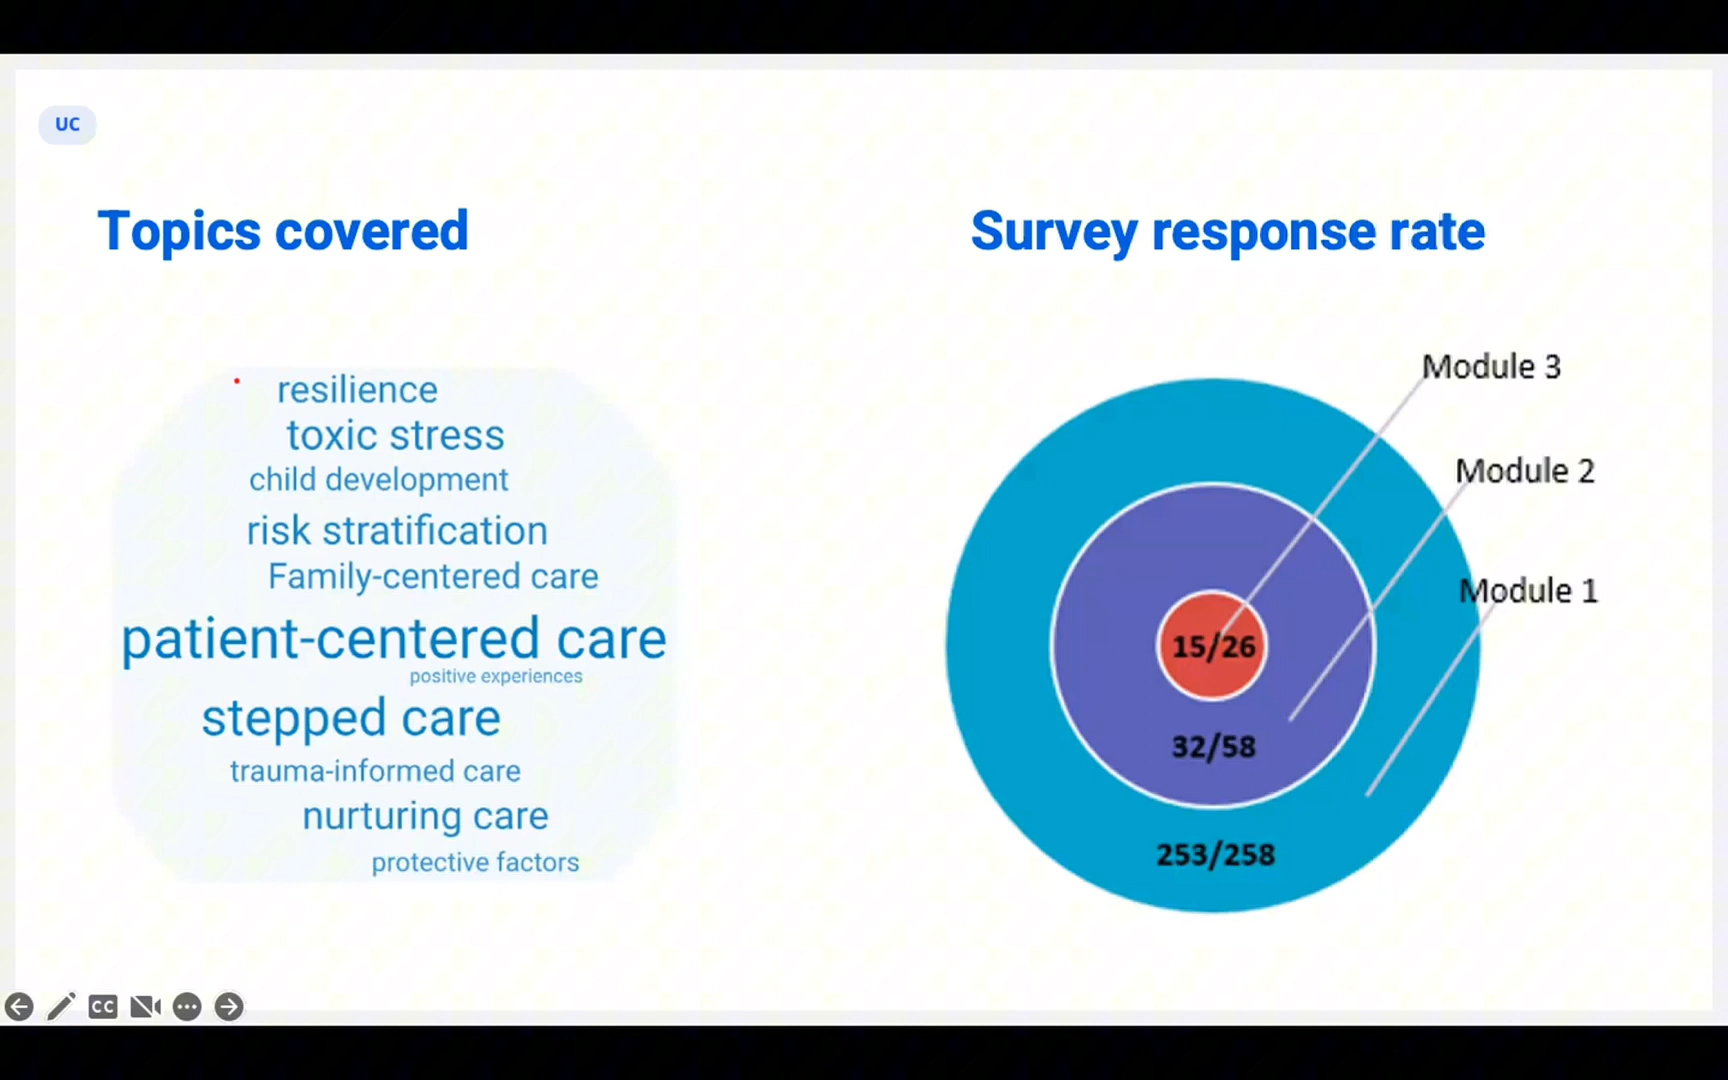 UC
Topics covered
resilience
toxic stress
child development
risk stratification
Family-centered care
patient-centered care
positive experiences
stepped care
trauma-informed care
nurturing care
protective factors
Survey response rate
Module 3
Module 2
Module 1
15/26
32/58
253/258
CC